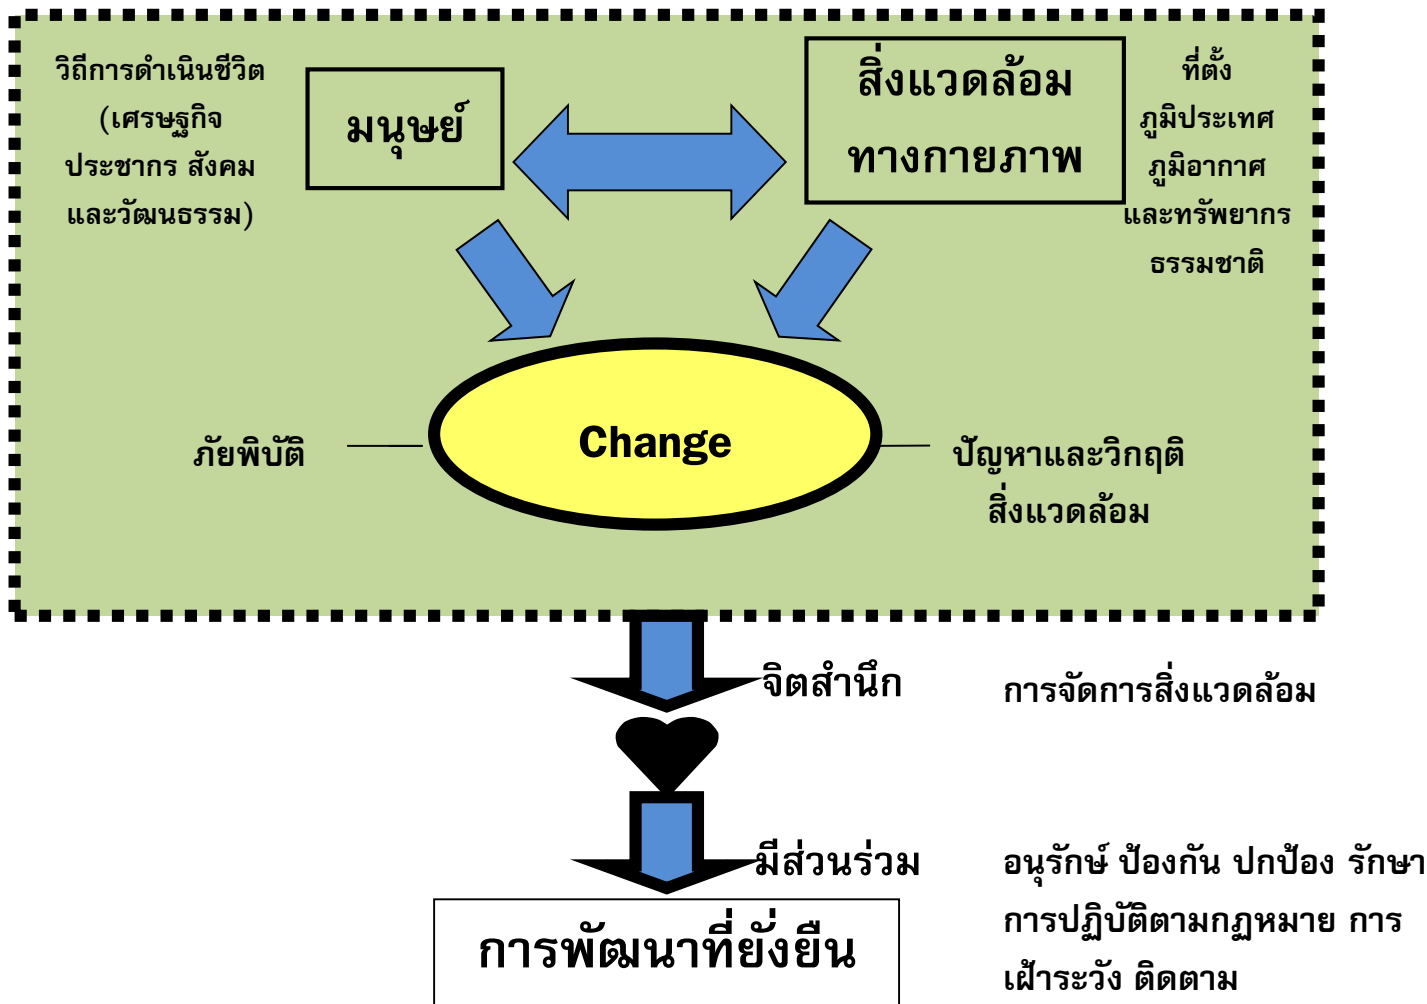 วิถีการดำเนินชีวิต
(เศรษฐกิจ
ประชากร สังคม
และวัฒนธรรม)
มนุษย์
สิ่งแวดล้อม
ทางกายภาพ
ที่ตั้ง
ภูมิประเทศ
ภูมิอากาศ
และทรัพยากร
ธรรมชาติ
Change
ภัยพิบัติ
ปัญหาและวิกฤติ
สิ่งแวดล้อม
จิตสำนึก
การจัดการสิ่งแวดล้อม
มีส่วนร่วม
อนุรักษ์ ป้องกัน ปกป้อง รักษา
การปฏิบัติตามกฏหมาย การ
เฝ้าระวัง ติดตาม
การพัฒนาที่ยั่งยืน